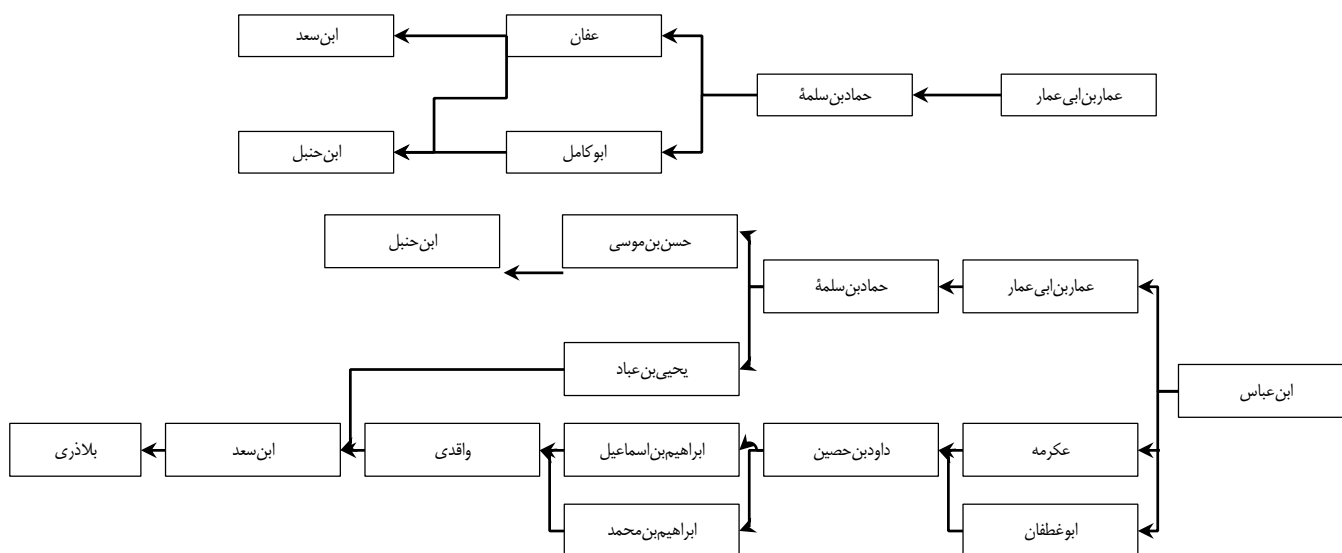 عفان
ابن‌سعد
عماربن‌ابی‌عمار
حمادبن‌سلمۀ
ابوکامل
ابن‌حنبل
حسن‌بن‌موسی
ابن‌حنبل
عماربن‌ابی‌عمار
حمادبن‌سلمۀ
یحیی‌بن‌عباد
ابن‌عباس
عکرمه
داودبن‌حصین
ابراهیم‌بن‌اسماعیل
واقدی
ابن‌سعد
بلاذری
ابوغطفان
ابراهیم‌بن‌محمد